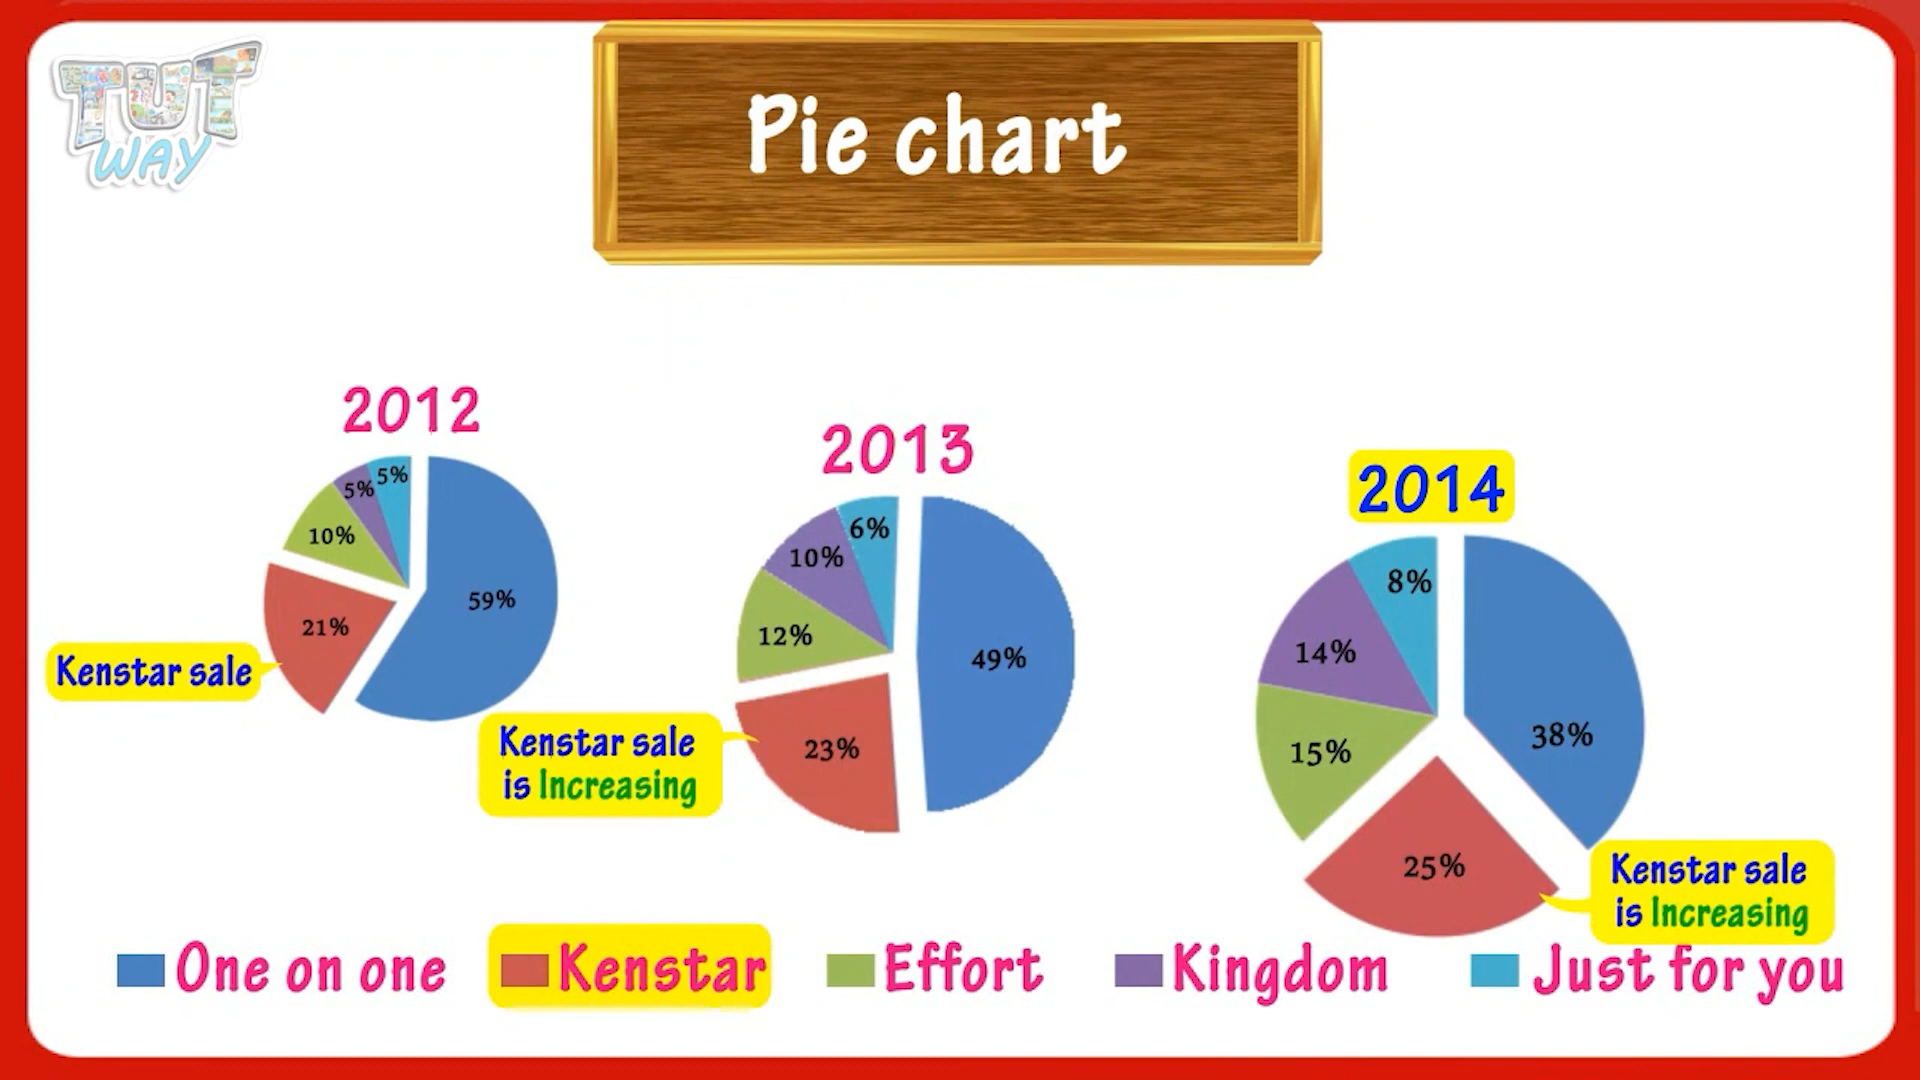 TUT
WAY
Pie chart
2012
5%
5%
10%
59%
21%
Kenstar sale
2013
6%
10%
12%
49%
23%
Kenstar sale
is Increasing
2014
8%
14%
38%
15%
25%
Kenstar sale
is Increasing
One on one Kenstar Effort Kingdom Just for you